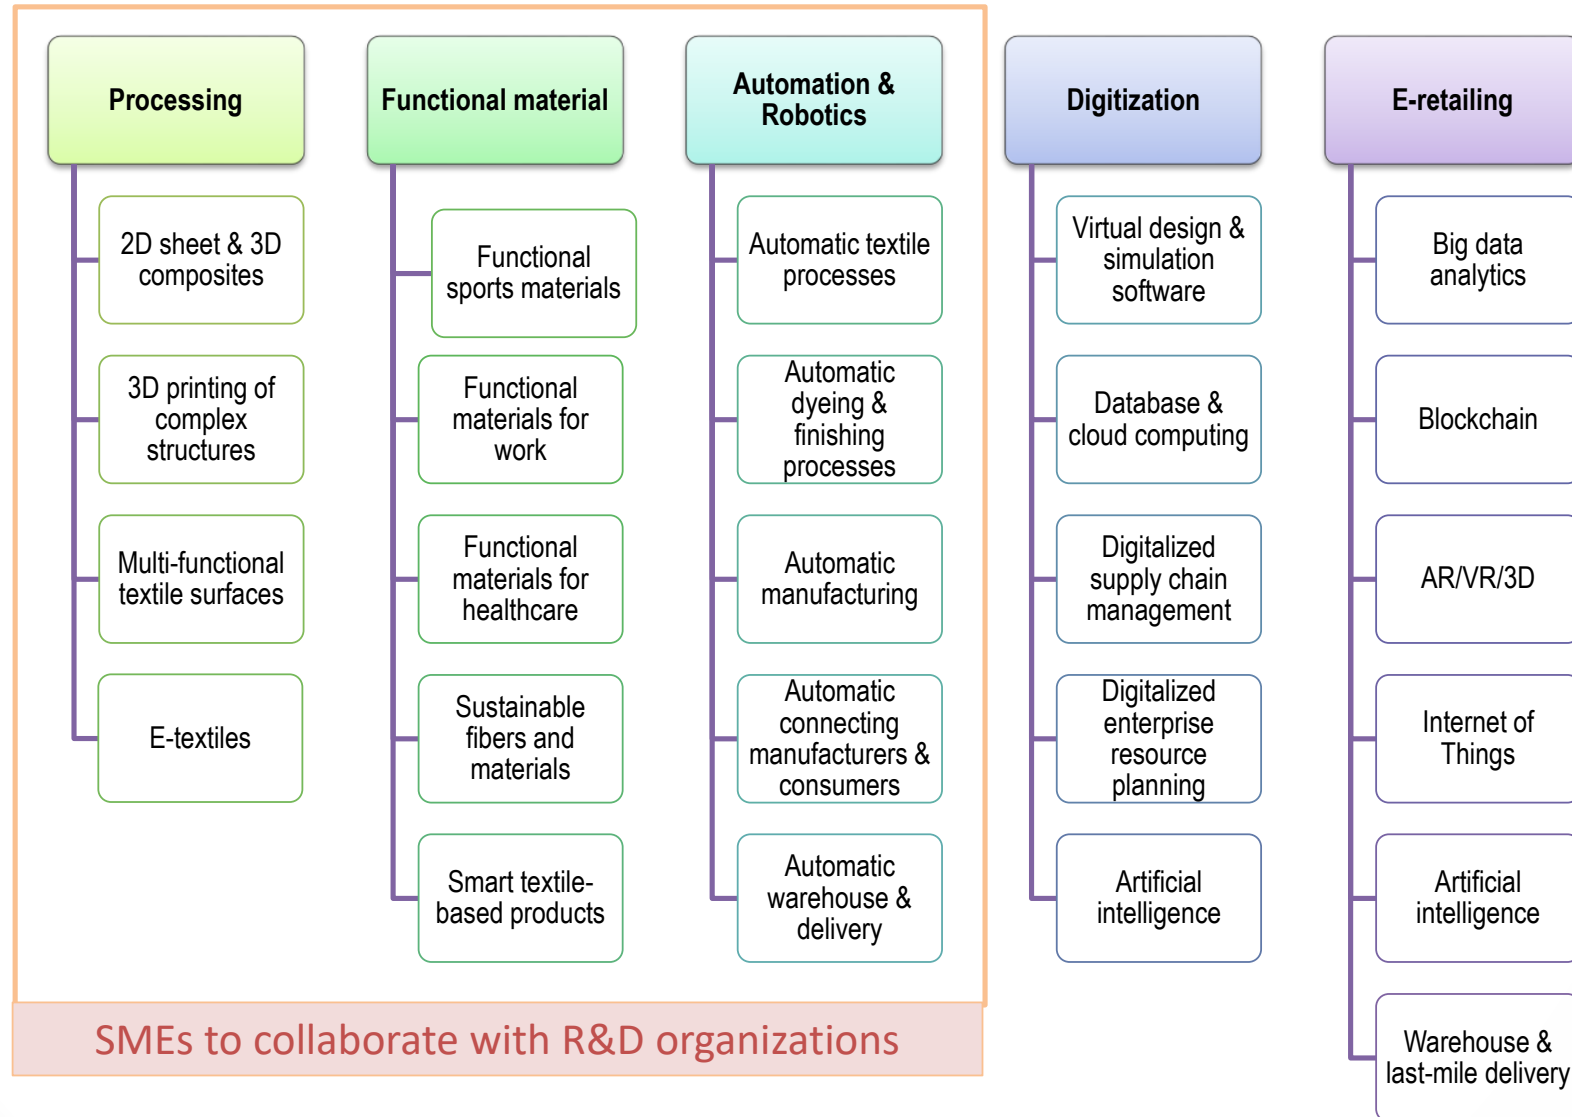 Processing
2D sheet & 3D
composites
3D printing of
complex
structures
Multi-functional
textile surfaces
E-textiles
Functional material
Functional
sports materials
Functional
materials for
work
Functional
materials for
healthcare
Sustainable
fibers and
materials
Smart textile-
based products
Automation &
Robotics
Automatic textile
processes
Automatic
dyeing &
finishing
processes
Automatic
manufacturing
Automatic
connecting
manufacturers &
consumers
Automatic
warehouse &
delivery
Digitization
Virtual design &
simulation
software
Database &
cloud computing
Digitalized
supply chain
management
Digitalized
enterprise
resource
planning
Artificial
intelligence
E-retailing
Big data
analytics
Blockchain
AR/VR/3D
Internet of
Things
Artificial
intelligence
Warehouse &
last-mile delivery
SMEs to collaborate with R&D organizations